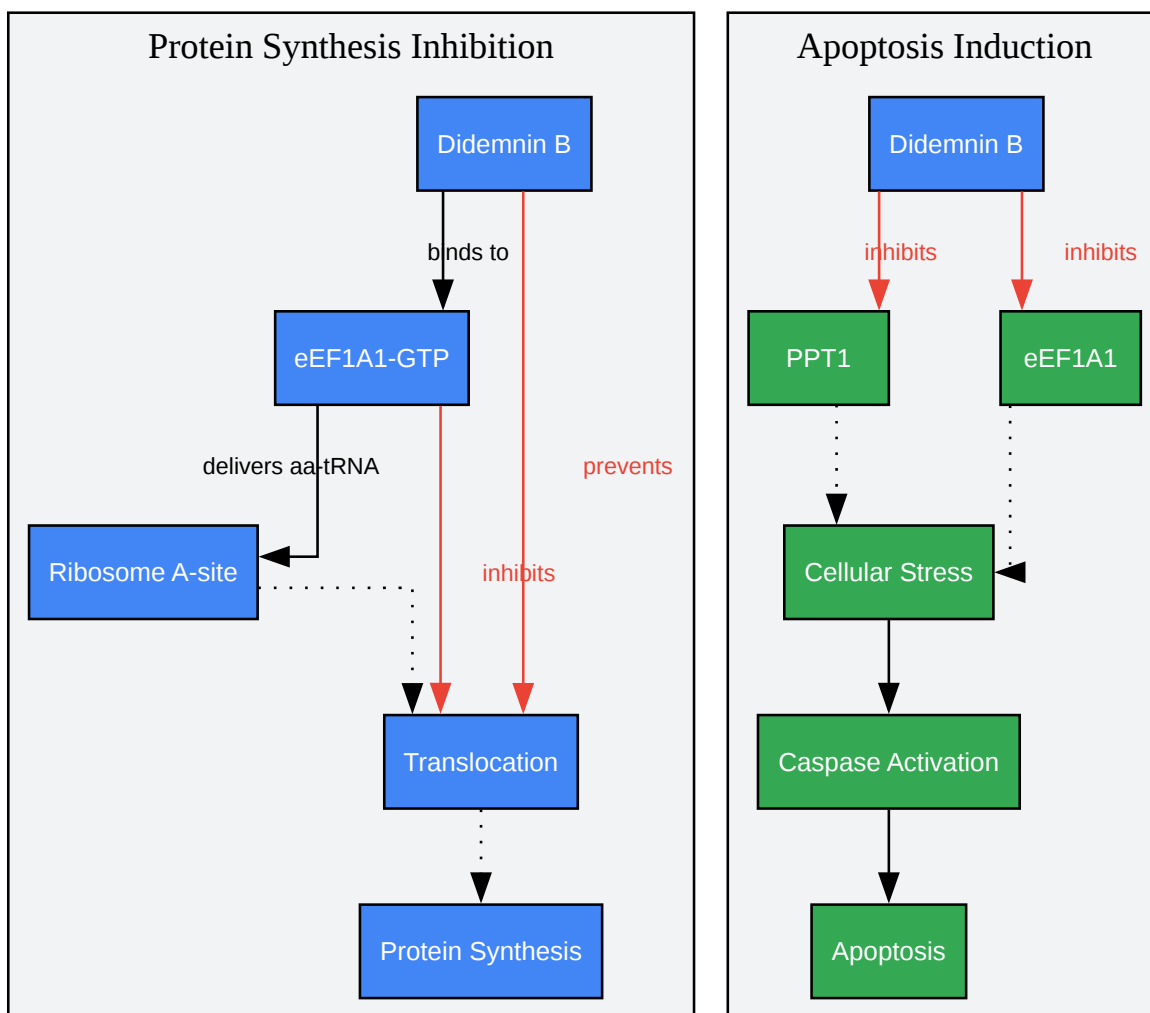 Protein Synthesis Inhibition
Didemnin B
binds to
eEF1A1-GTP
delivers aa-tRNA
prevents
Ribosome A-site
inhibits
Translocation
Protein Synthesis
Apoptosis Induction
Didemnin B
inhibits
inhibits
PPT1
eEF1A1
Cellular Stress
Caspase Activation
Apoptosis